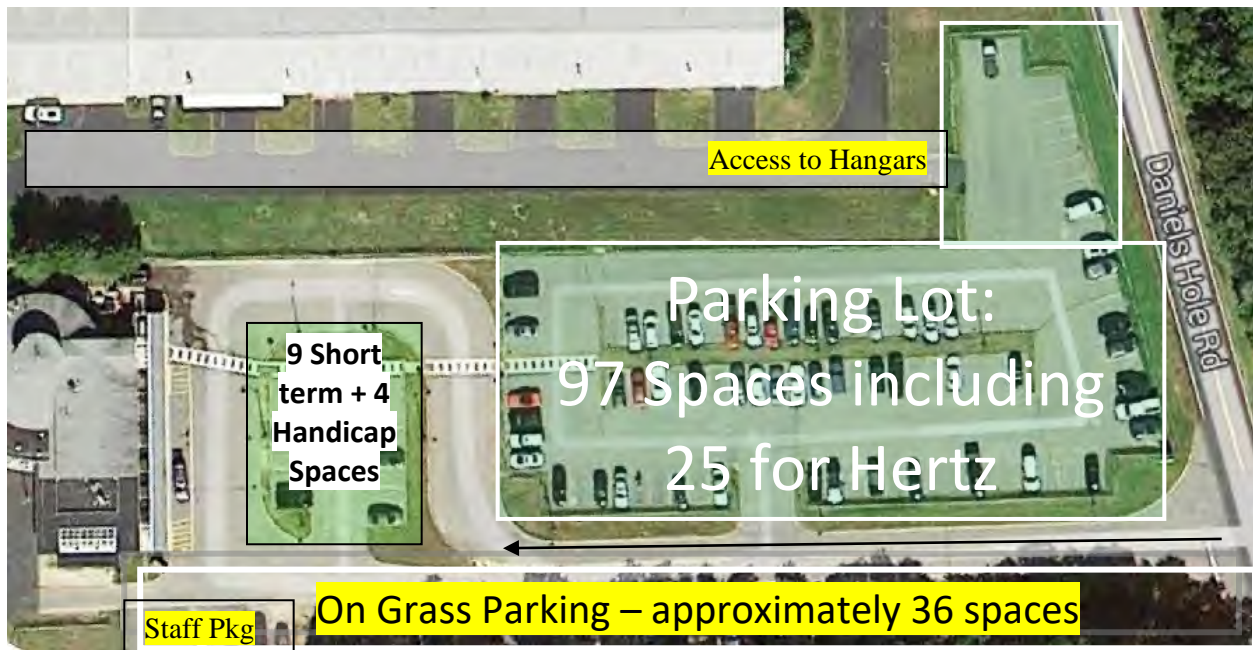 Access to Hangars
Daniels Hole Rd
Parking Lot:
97 Spaces including
25 for Hertz
9 Short
term + 4
Handicap
Spaces
On Grass Parking – approximately 36 spaces
Staff Pkg